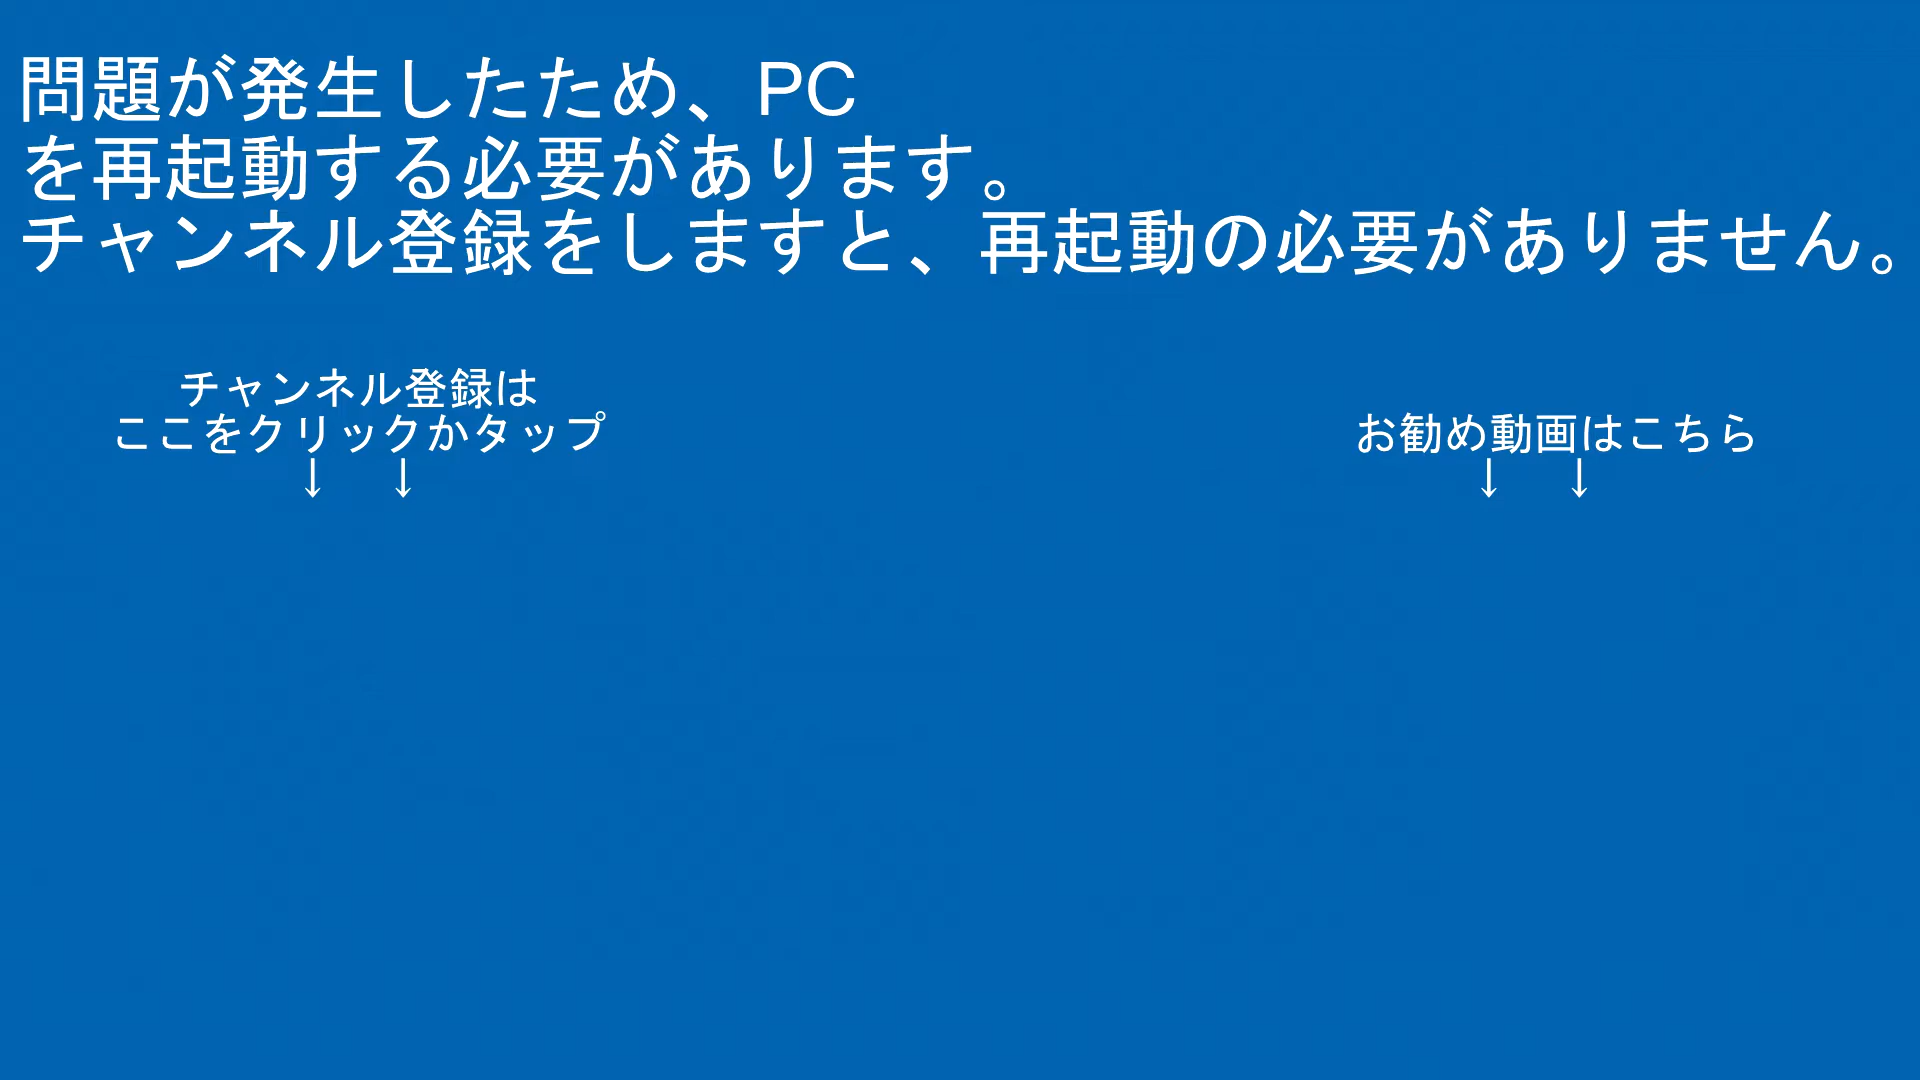 問題が発生したため、PC
を再起動する必要があります。
チャンネル登録をしますと、再起動の必要がありません。
チャンネル登録は
ここをクリックかタップ
↓ ↓
お勧め動画はこちら
↓ ↓